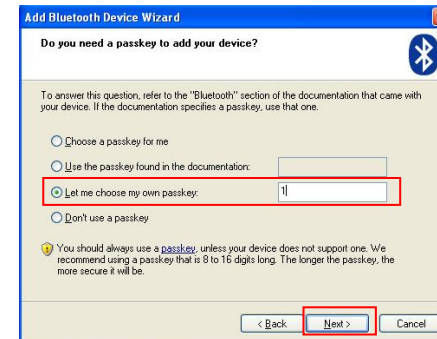 Add Bluetooth Device Wizard
Do you need a passkey to add your device?
To answer this question, refer to the "Bluetooth" section of the documentation that came with
your device. If the documentation specifies a passkey, use that one.
Choose a passkey for me
Use the passkey found in the documentation:
Let me choose my own passkey:
1
Don't use a passkey
You should always use a passkey, unless your device does not support one. We
recommend using a passkey that is 8 to 16 digits long. The longer the passkey, the
more secure it will be.
< Back
Next >
Cancel